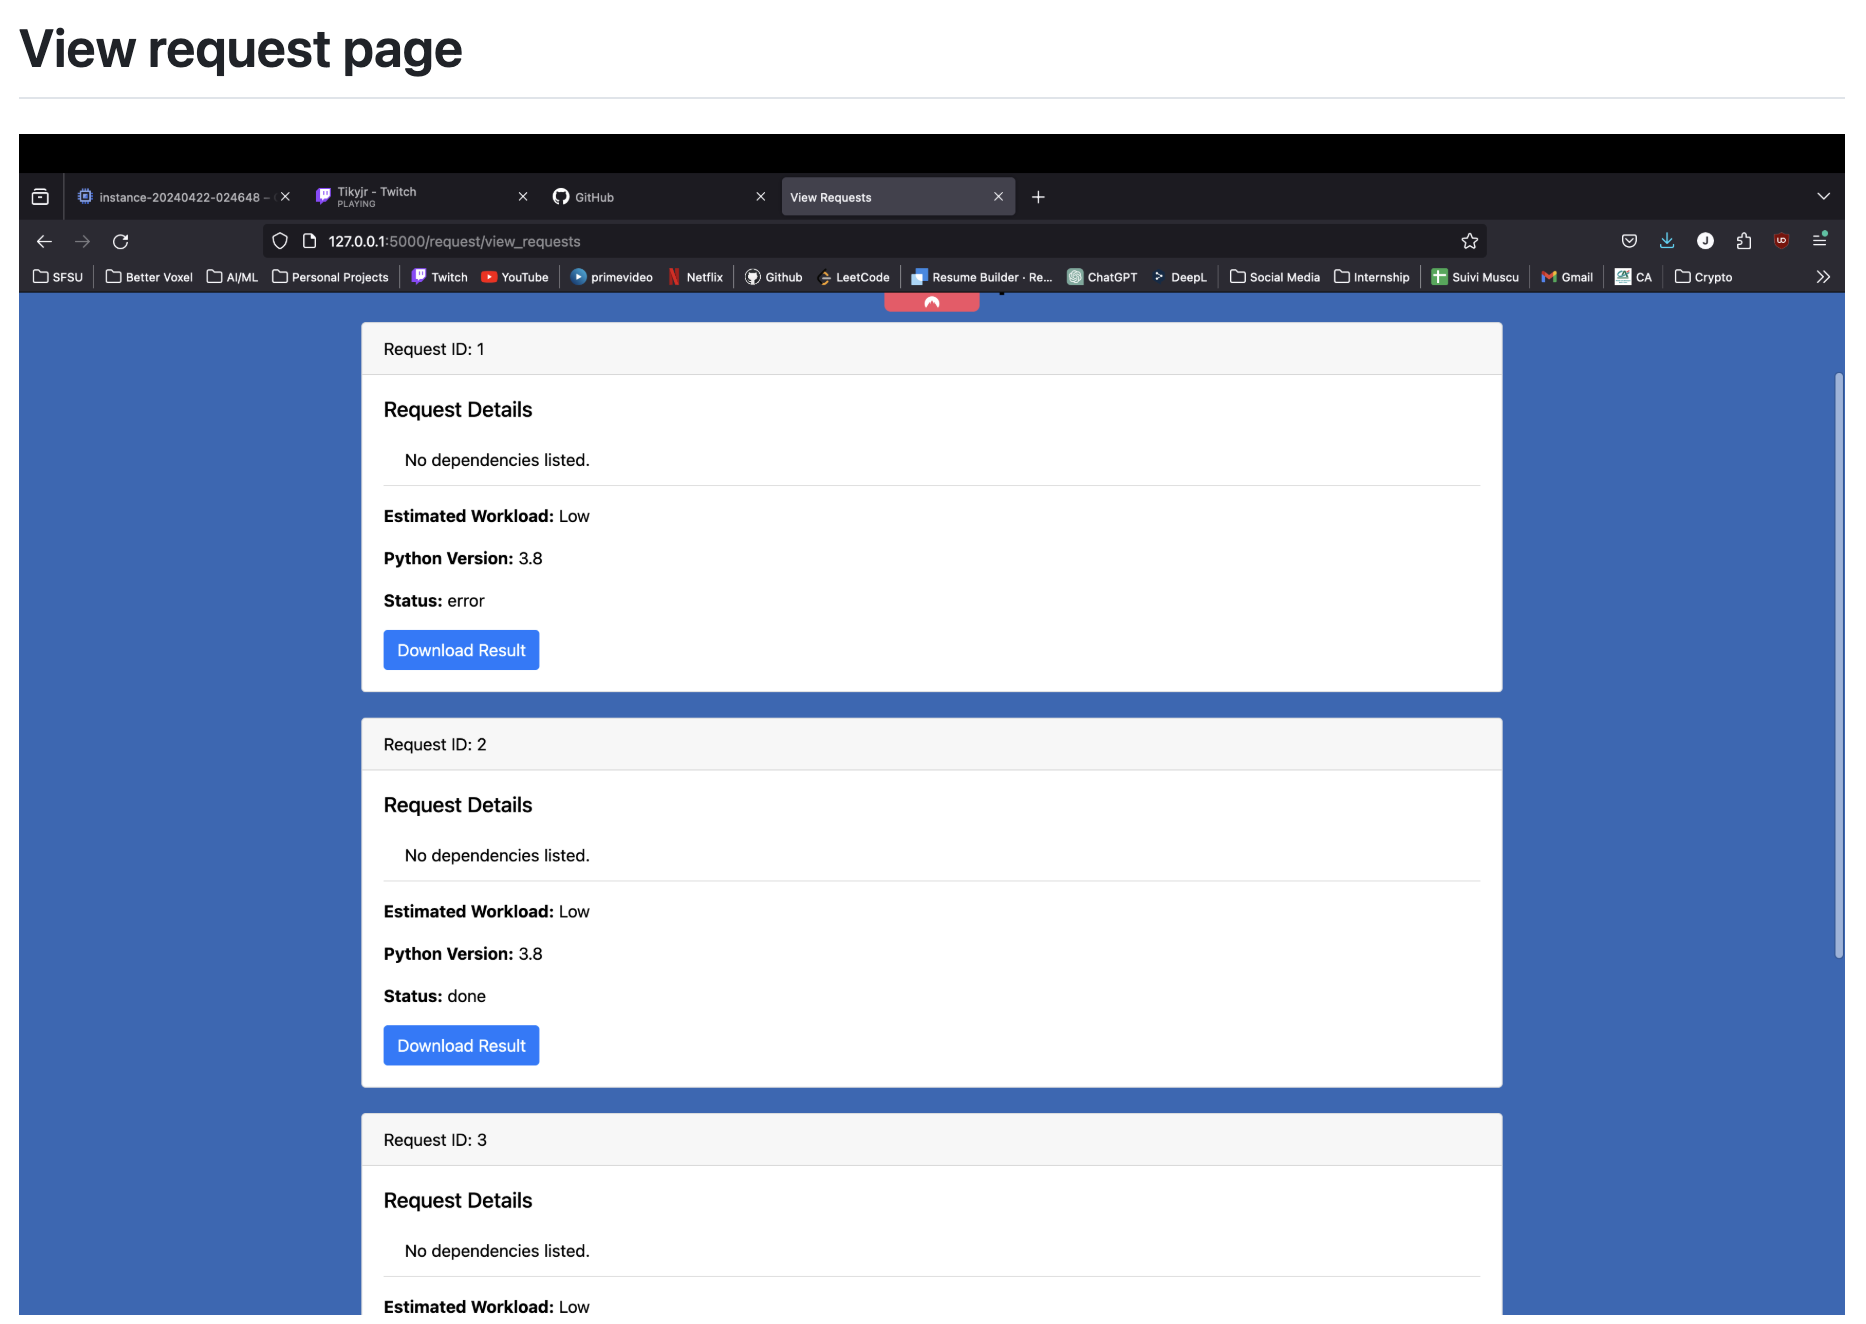 View request page
instance-20240422-024648 –
Tikyjr - Twitch
PLAYING
GitHub
View Requests
127.0.0.1:5000/request/view_requests
SFSU
Better Voxel
AI/ML
Personal Projects
Twitch
YouTube
primevideo
Netflix
Github
LeetCode
Resume Builder · Re...
ChatGPT
DeepL
Social Media
Internship
Suivi Muscu
Gmail
CA
Crypto
Request ID: 1
Request Details
No dependencies listed.
Estimated Workload: Low
Python Version: 3.8
Status: error
Download Result
Request ID: 2
Request Details
No dependencies listed.
Estimated Workload: Low
Python Version: 3.8
Status: done
Download Result
Request ID: 3
Request Details
No dependencies listed.
Estimated Workload: Low